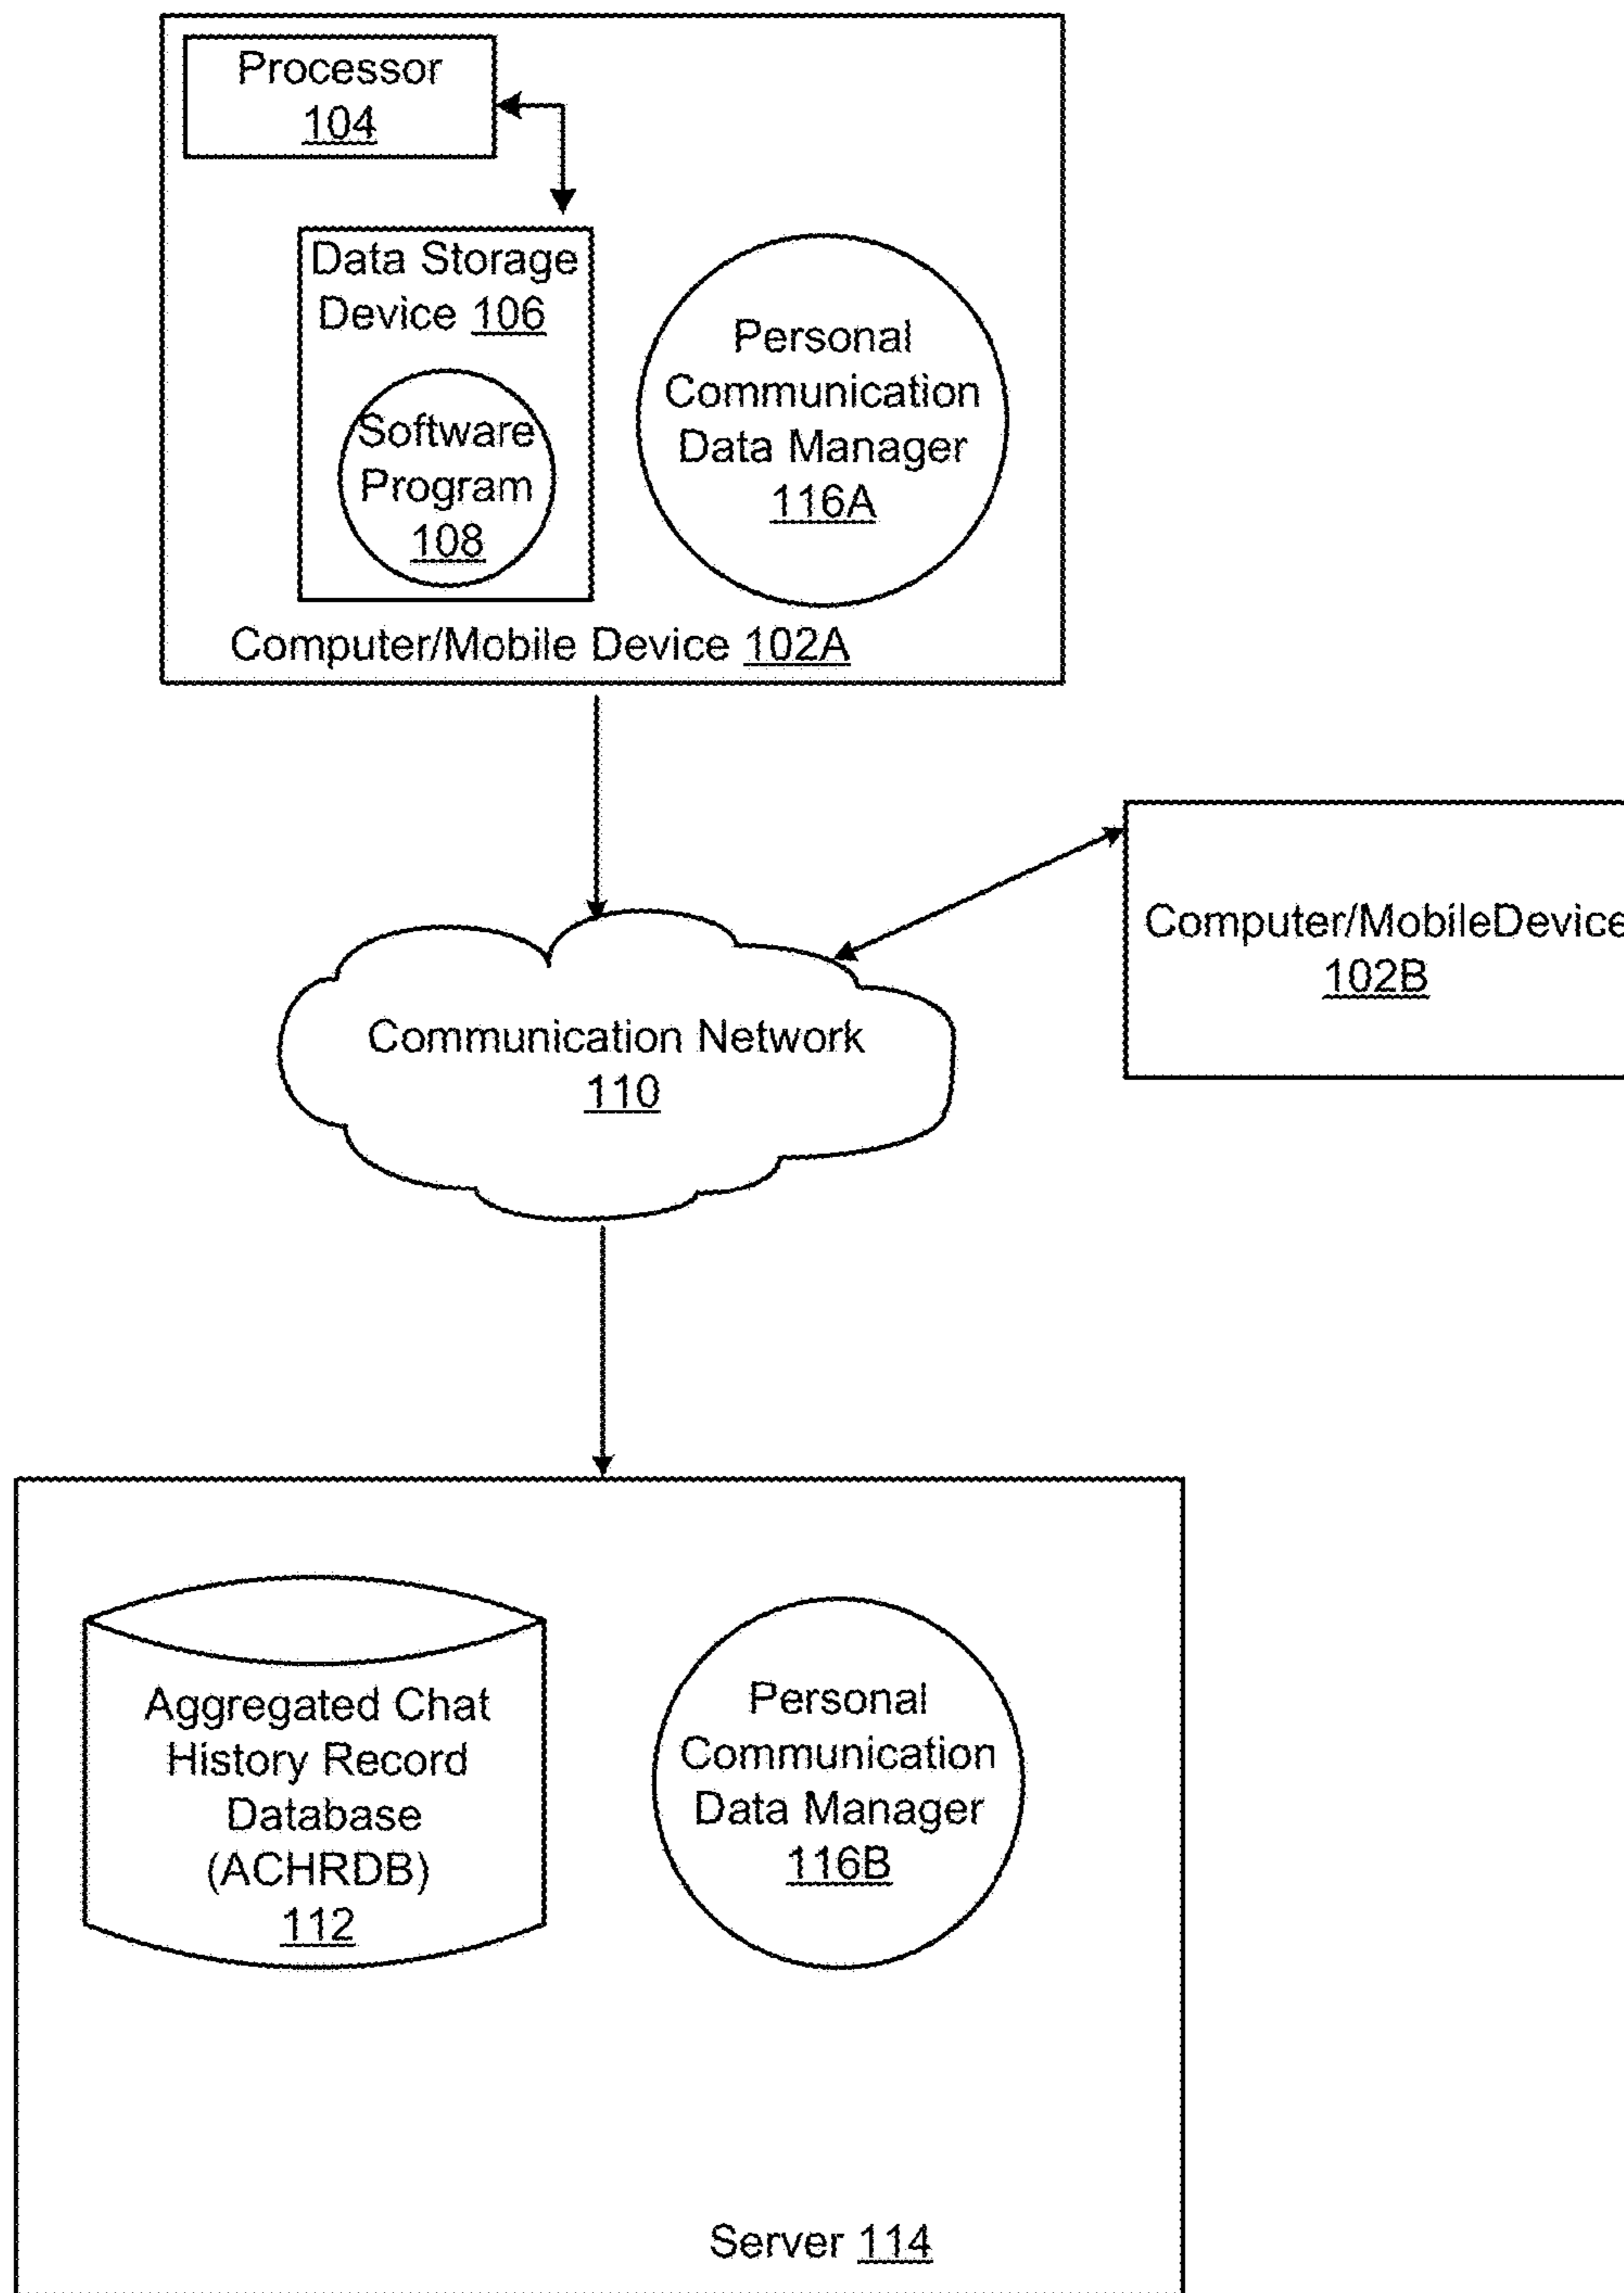 Processor
104
Data Storage
Device 106
Software
Program
108
Personal
Communication
Data Manager
116A
Computer/Mobile Device 102A
Computer/MobileDevice
102B
Communication Network
110
Aggregated Chat
History Record
Database
(ACHRDB)
112
Personal
Communication
Data Manager
116B
Server 114